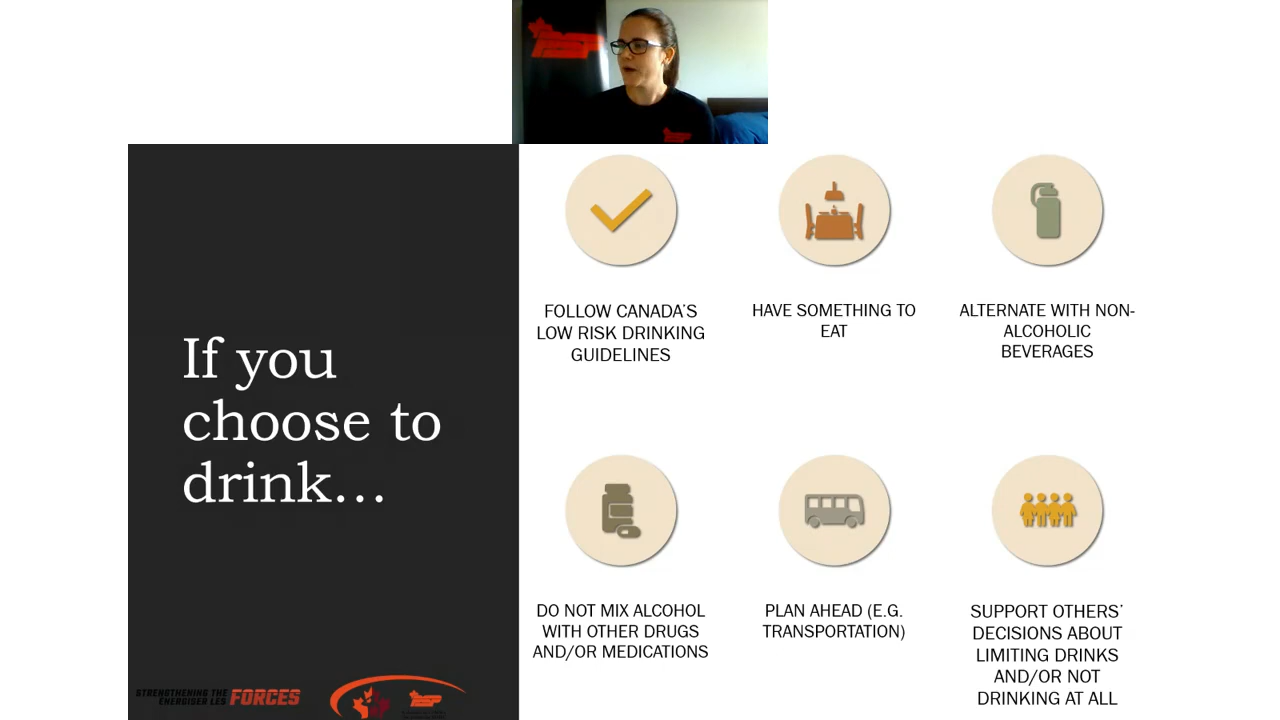 PSP
If you
choose to
drink...
FOLLOW CANADA'S
LOW RISK DRINKING
GUIDELINES
HAVE SOMETHING TO
EAT
ALTERNATE WITH NON-
ALCOHOLIC
BEVERAGES
DO NOT MIX ALCOHOL
WITH OTHER DRUGS
AND/OR MEDICATIONS
PLAN AHEAD (E.G.
TRANSPORTATION)
SUPPORT OTHERS'
DECISIONS ABOUT
LIMITING DRINKS
AND/OR NOT
DRINKING AT ALL
STRENGTHENING THE
ENERGISER LES FORCES
PSP